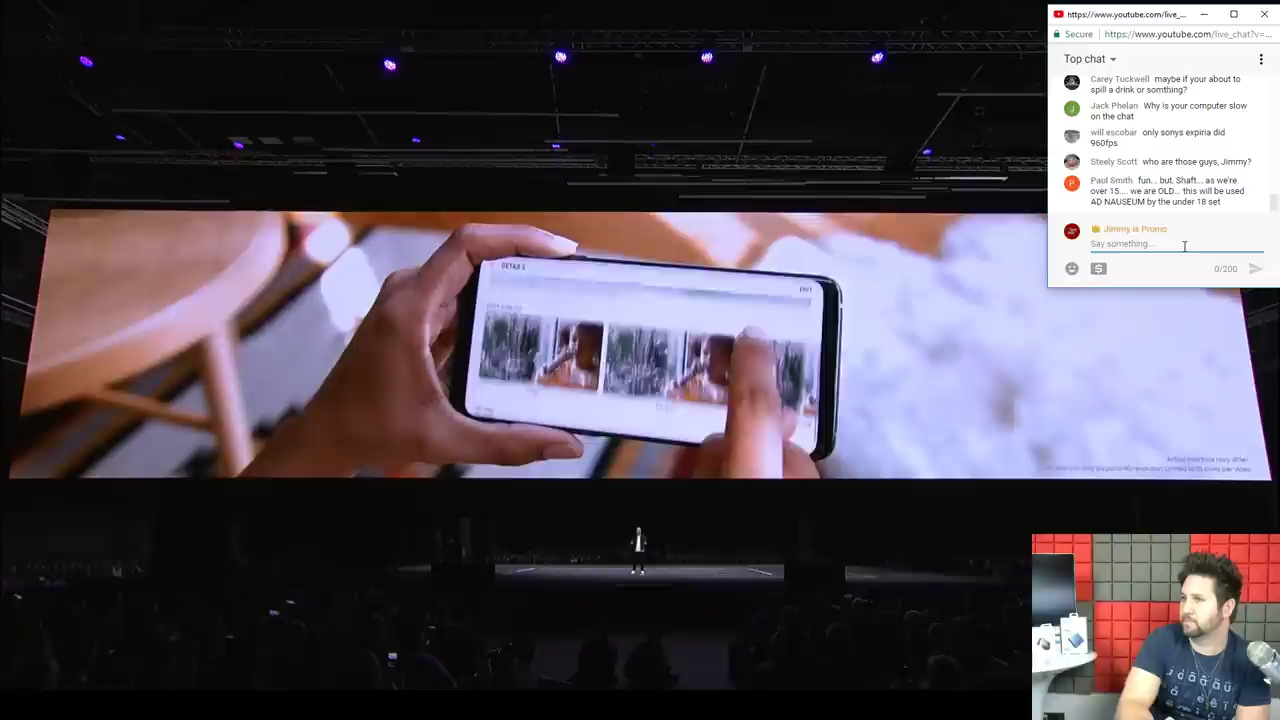 https://www.youtube.com/live_...
Secure
https://www.youtube.com/live_chat?v=...
Top chat
Carey Tuckwell maybe if your about to
spill a drink or somthing?
Jack Phelan Why is your computer slow
on the chat
will escobar only sonys expiria did
960fps
Steely Scott who are those guys, Jimmy?
Paul Smith fun... but. Shaft... as we're
over 15.... we are OLD... this will be used
AD NAUSEUM by the under 18 set
Jimmy is Promo
Say something...
0/200
DETAILS
EDIT